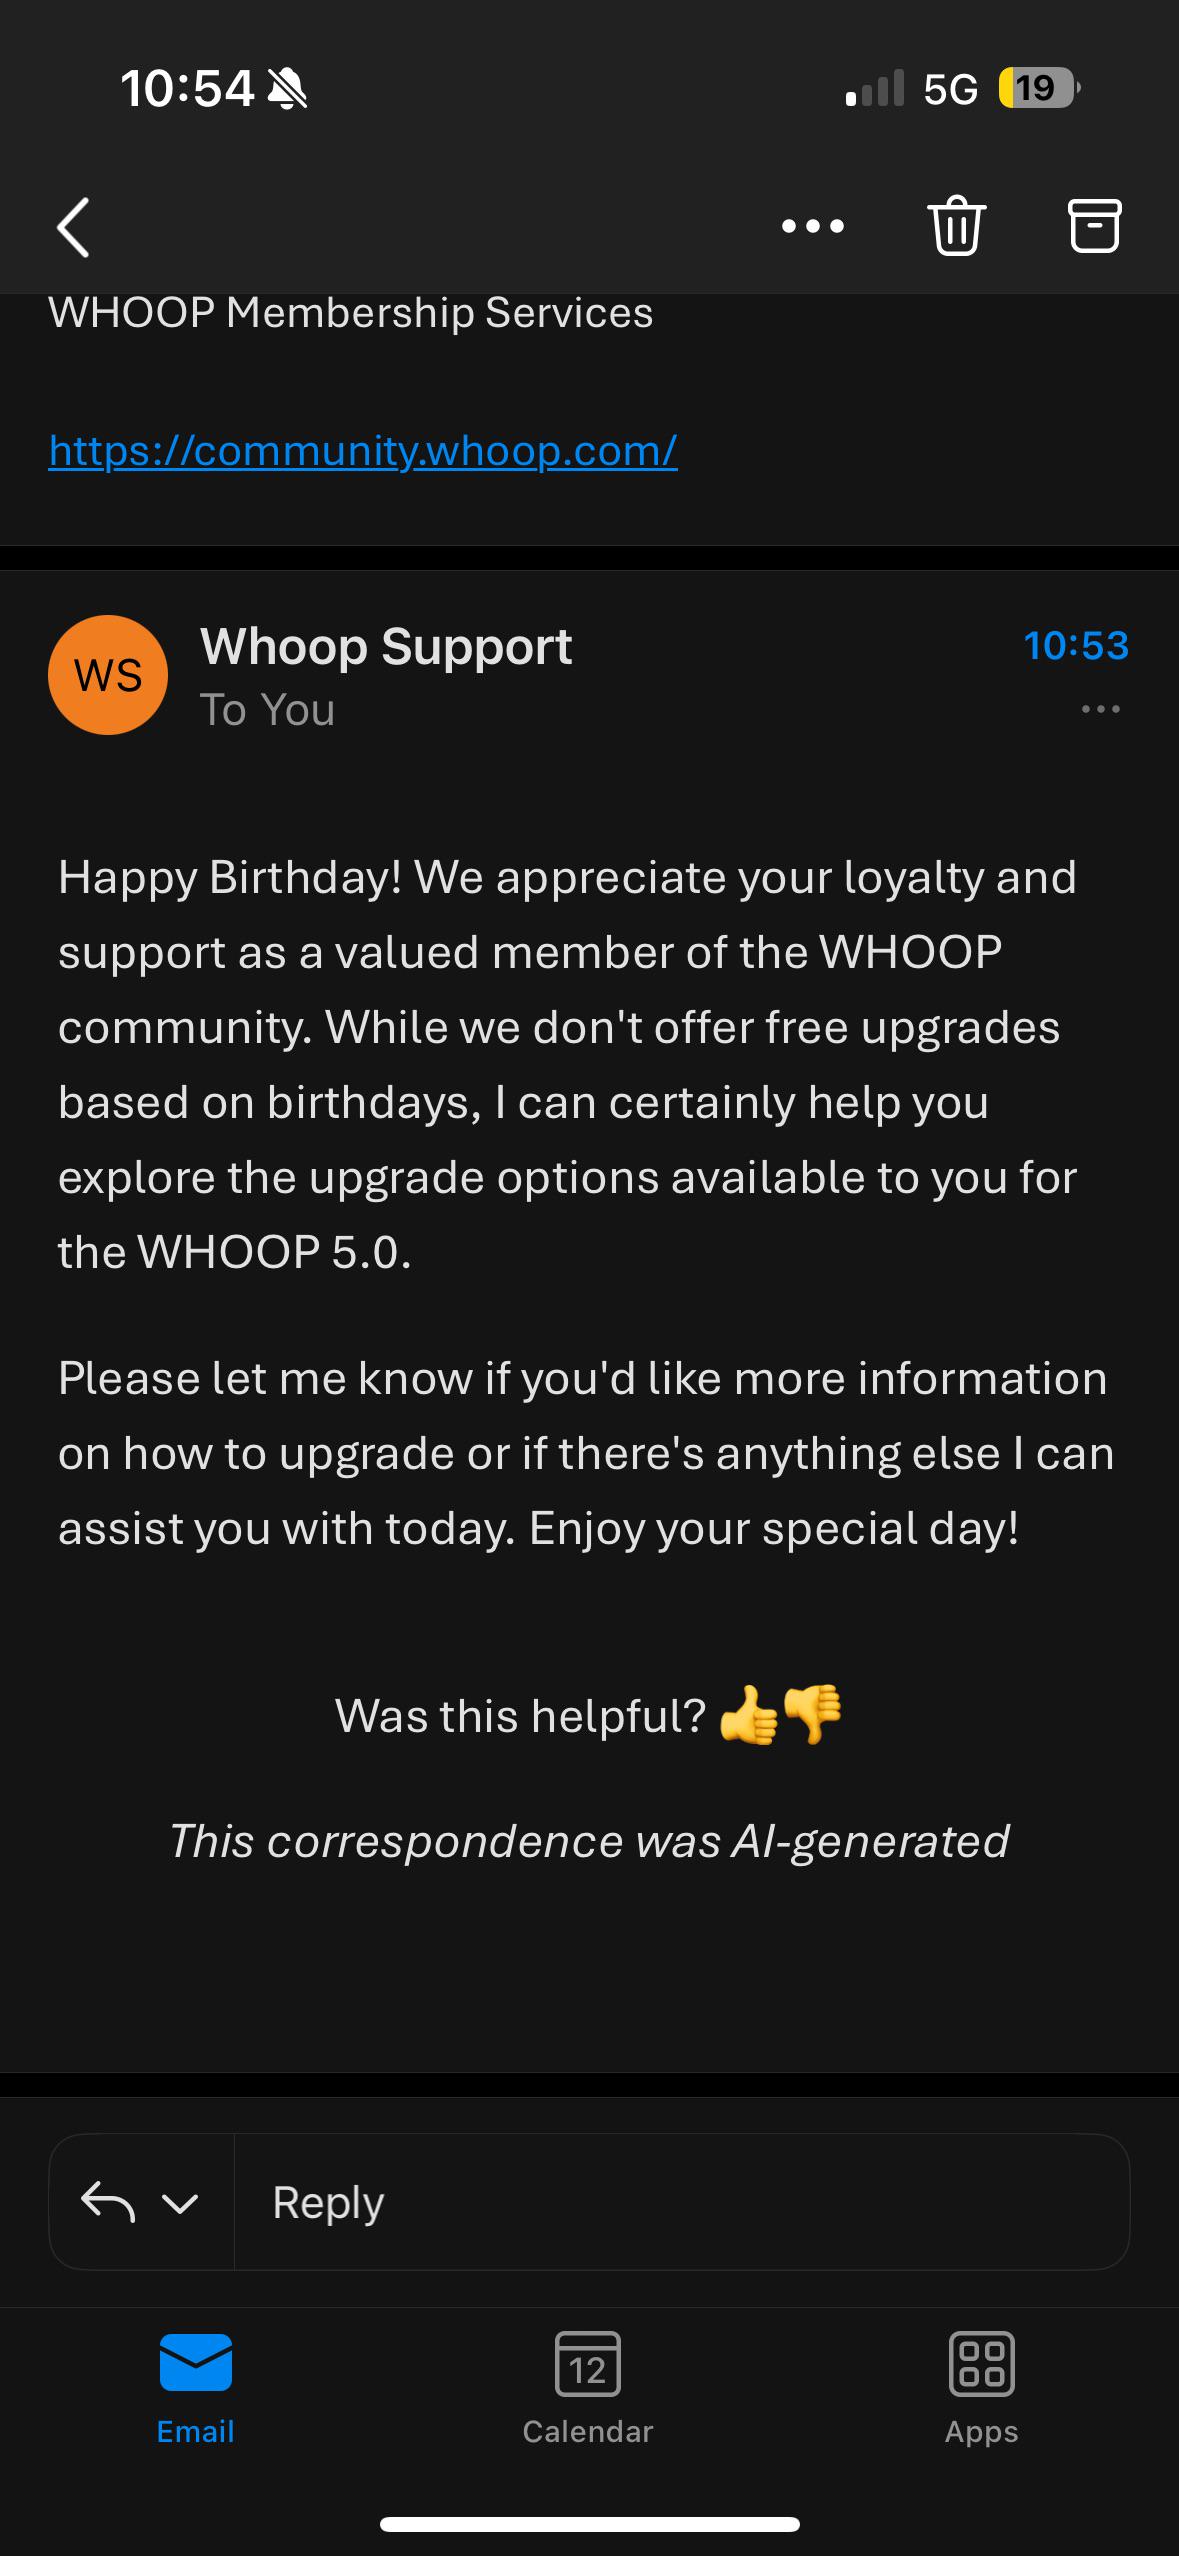 10:54
5G 19
WHOOP Membership Services
https://community.whoop.com/
WS
Whoop Support
10:53
To You
Happy Birthday! We appreciate your loyalty and
support as a valued member of the WHOOP
community. While we don't offer free upgrades
based on birthdays, I can certainly help you
explore the upgrade options available to you for
the WHOOP 5.0.
Please let me know if you'd like more information
on how to upgrade or if there's anything else I can
assist you with today. Enjoy your special day!
Was this helpful? 👍👎
This correspondence was AI-generated
Reply
12
Email
Calendar
Apps